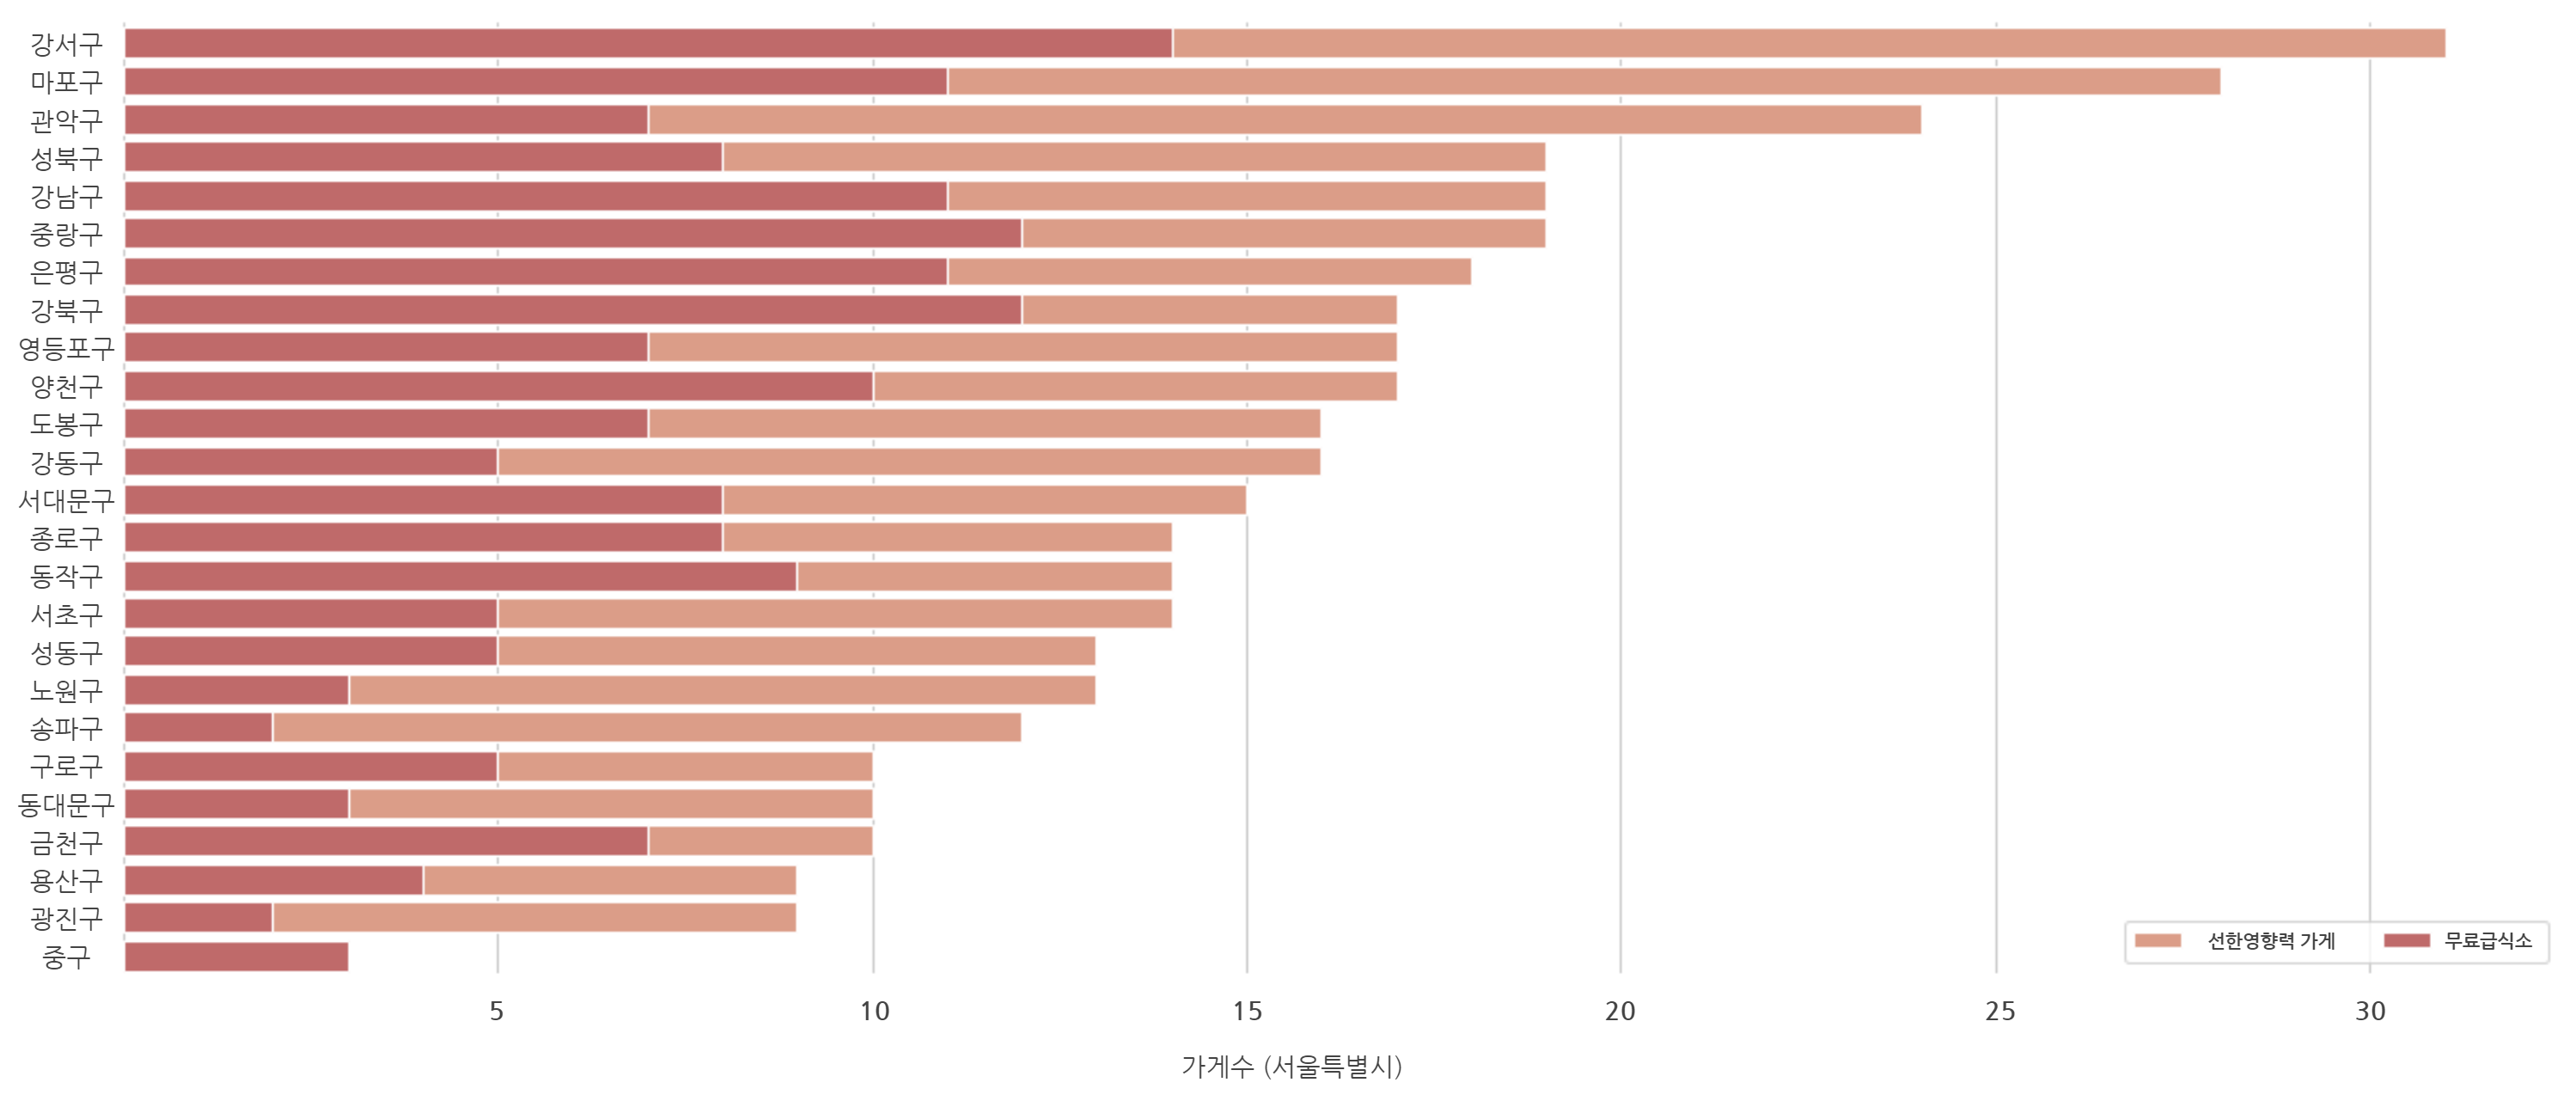 강서구
마포구
관악구
성북구
강남구
중랑구
은평구
강북구
영등포구
양천구
도봉구
강동구
서대문구
종로구
동작구
서초구
성동구
노원구
송파구
구로구
동대문구
금천구
용산구
광진구
중구
선한영향력 가게 무료급식소
5 10 15 20 25 30
가게수 (서울특별시)